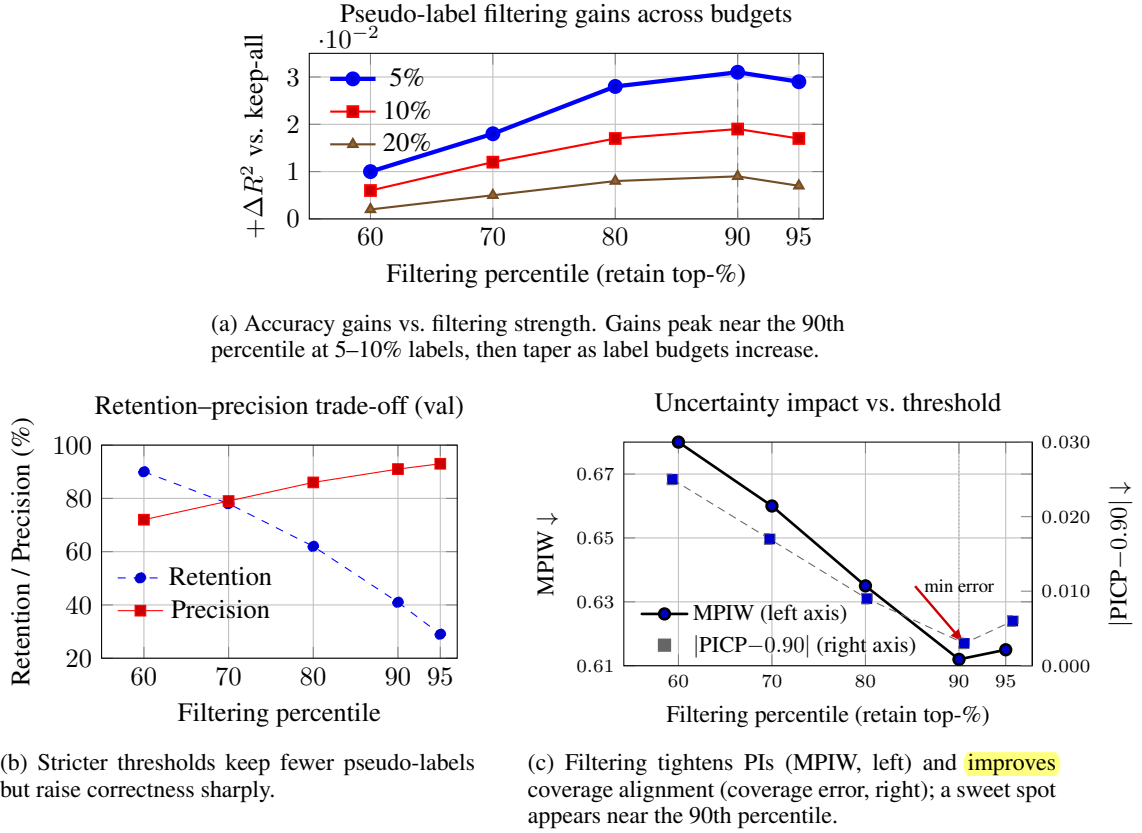 Pseudo-label filtering gains across budgets
·10⁻²
+ΔR² vs. keep-all
3
2
1
0
5%
10%
20%
60 70 80 90 95
Filtering percentile (retain top-%)
(a) Accuracy gains vs. filtering strength. Gains peak near the 90th
percentile at 5–10% labels, then taper as label budgets increase.
Retention–precision trade-off (val)
Retention / Precision (%)
100
80
60
40
20
Retention
Precision
60 70 80 90 95
Filtering percentile
(b) Stricter thresholds keep fewer pseudo-labels
but raise correctness sharply.
Uncertainty impact vs. threshold
MPIW ↓
0.67
0.65
0.63
0.61
|PICP−0.90| ↓
0.030
0.020
0.010
0.000
min error
MPIW (left axis)
|PICP−0.90| (right axis)
60 70 80 90 95
Filtering percentile (retain top-%)
(c) Filtering tightens PIs (MPIW, left) and improves
coverage alignment (coverage error, right); a sweet spot
appears near the 90th percentile.